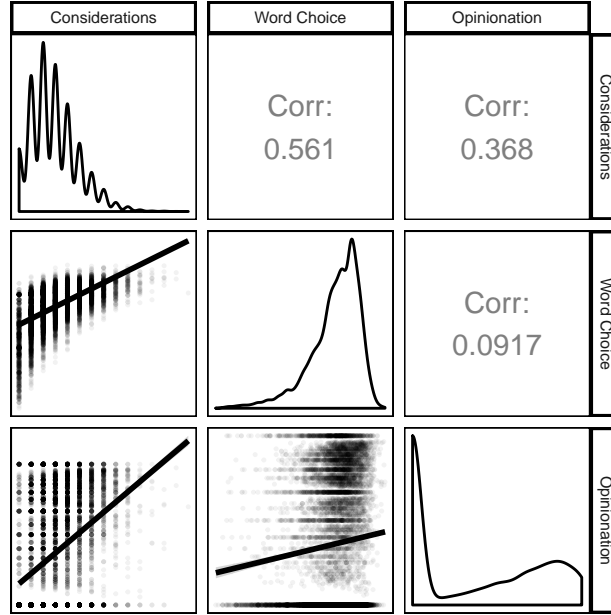 Considerations
Word Choice
Opinionation
Corr:
0.561
Corr:
0.368
Considerations
Corr:
0.0917
Word Choice
Opinionation